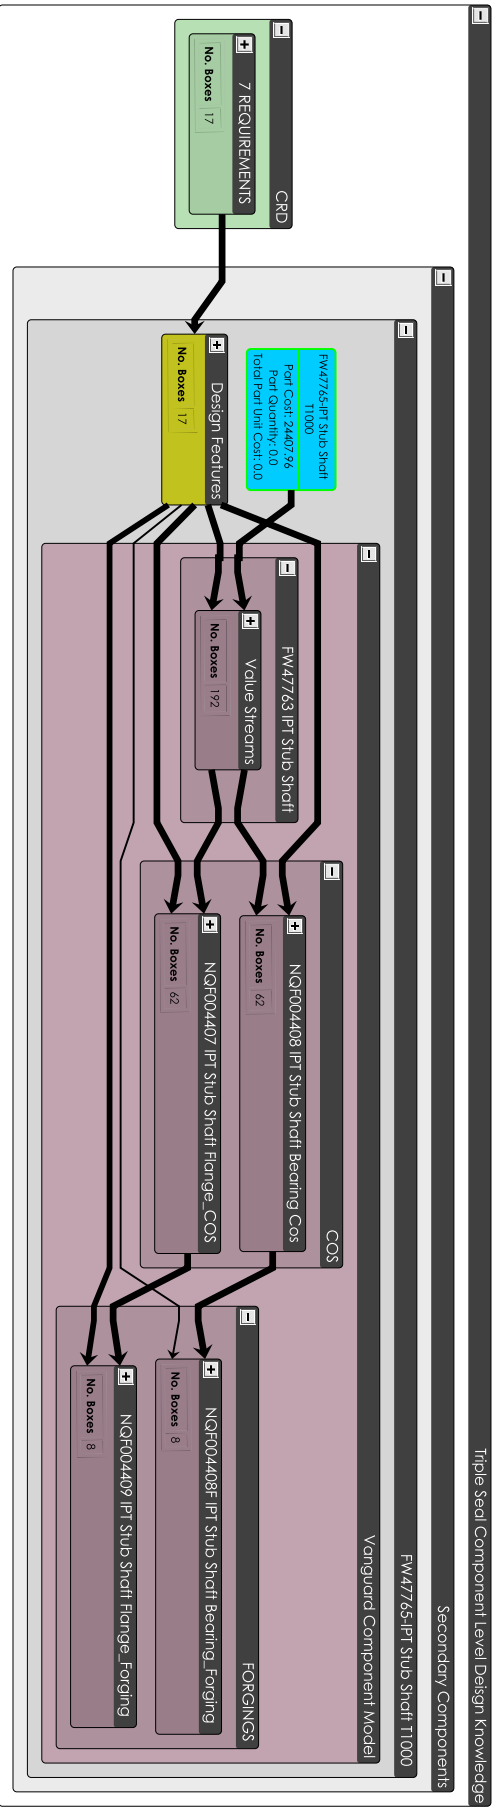 Triple Seal Component Level Deisgn Knowledge
CRD
7 REQUIREMENTS
No. Boxes 17
Secondary Components
FW47765-IPT Stub Shaft T1000
FW47765-IPT Stub Shaft
T1000
Part Cost: 24407.96
Part Quantity: 0.0
Total Part Unit Cost: 0.0
Design Features
No. Boxes 17
Vanguard Component Model
FW47763 IPT Stub Shaft
Value Streams
No. Boxes 192
COS
NQF004408 IPT Stub Shaft Bearing Cos
No. Boxes 62
NQF004407 IPT Stub Shaft Flange_COS
No. Boxes 62
FORGINGS
NQF004408F IPT Stub Shaft Bearing_Forging
No. Boxes 8
NQF004409 IPT Stub Shaft Flange_Forging
No. Boxes 8